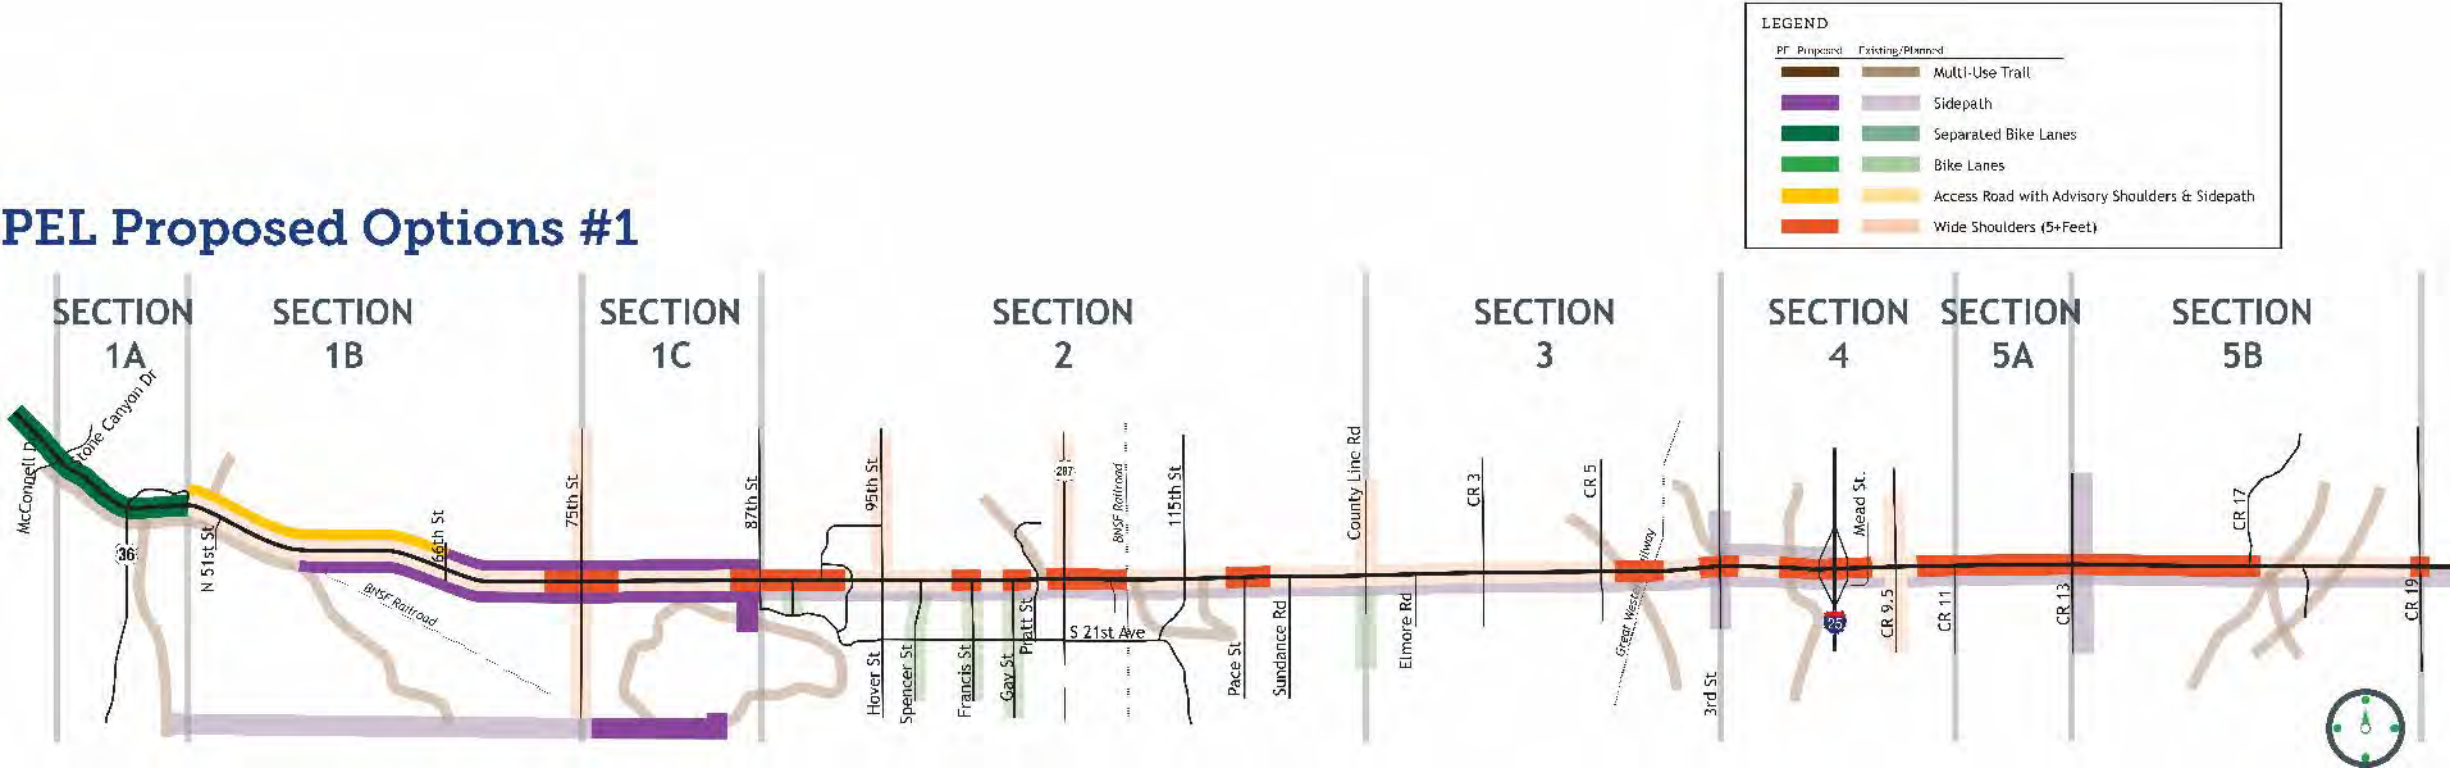 LEGEND
Existing/Planned
Multi-Use Trail
Sidepath
Separated Bike Lanes
Bike Lanes
Access Road with Advisory Shoulders & Sidepath
Wide Shoulders (5+Feet)
PEL Proposed Options #1
SECTION
1A
SECTION
1B
SECTION
1C
SECTION
2
SECTION
3
SECTION
4
SECTION
5A
SECTION
5B
McConnell D
Stone Canyon Dr
36
N 51st St
66th St
BNSF Railroad
75th St
87th St
95th St
Hover St
Spencer St
Francis St
Gay St
Pratt St
287
S 21st Ave
BNSF Railroad
115th St
Pace St
Sundance Rd
County Line Rd
Elmore Rd
CR 3
CR 5
3rd St
25
Mead St.
CR 9.5
CR 11
CR 13
CR 17
CR 19